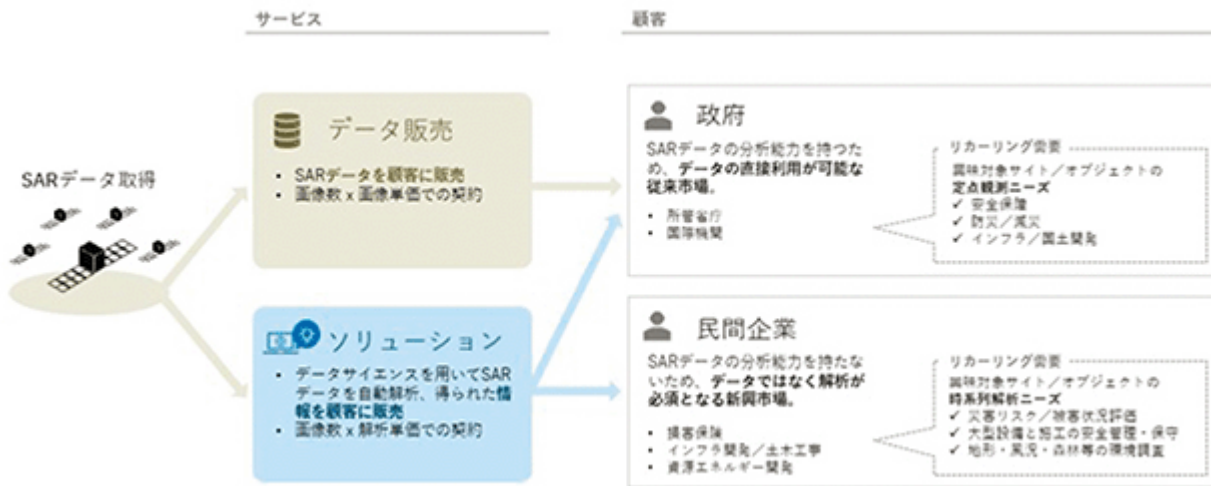 サービス
顧客
SARデータ取得
データ販売
• SARデータを顧客に販売
• 画像数 x 画像単価での契約
ソリューション
• データサイエンスを用いてSAR
データを自動解析、得られた情
報を顧客に販売
• 画像数 x 解析単価での契約
政府
SARデータの分析能力を持つた
め、データの直接利用が可能な
従来市場。
• 所管省庁
• 国際機関
リカーリング需要
興味対象サイト／オブジェクトの
定点観測ニーズ
✓ 安全保障
✓ 防災／減災
✓ インフラ／国土開発
民間企業
SARデータの分析能力を持たな
いため、データではなく解析が
必須となる新興市場。
• 損害保険
• インフラ開発／土木工事
• 資源エネルギー開発
リカーリング需要
興味対象サイト／オブジェクトの
時系列解析ニーズ
✓ 災害リスク／被害状況評価
✓ 大型設備と施工の安全管理・保守
✓ 地形・風況・森林等の環境調査